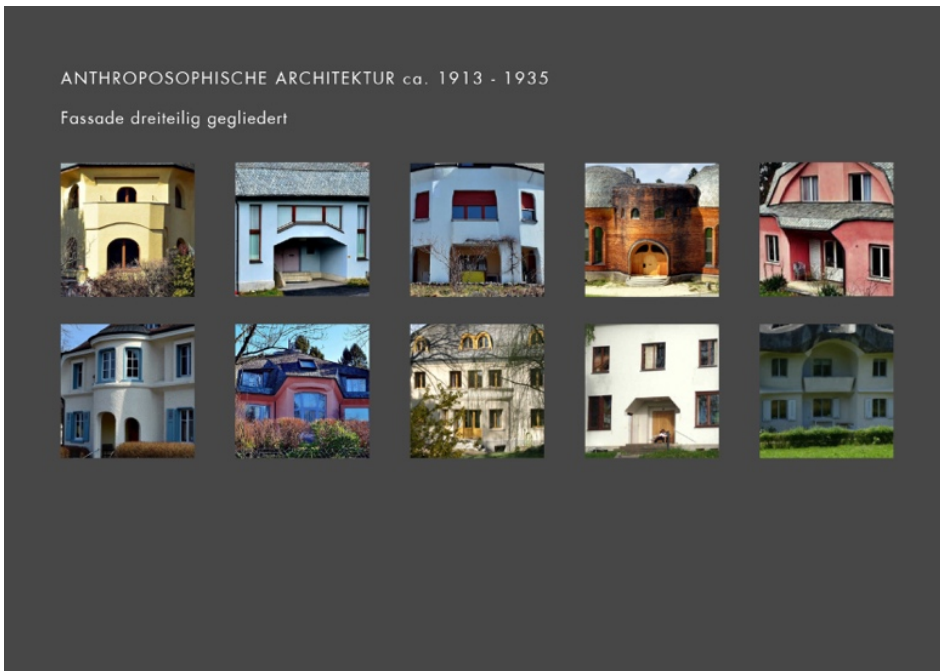 ANTHROPOSOPHISCHE ARCHITEKTUR ca. 1913 - 1935
Fassade dreiteilig gegliedert